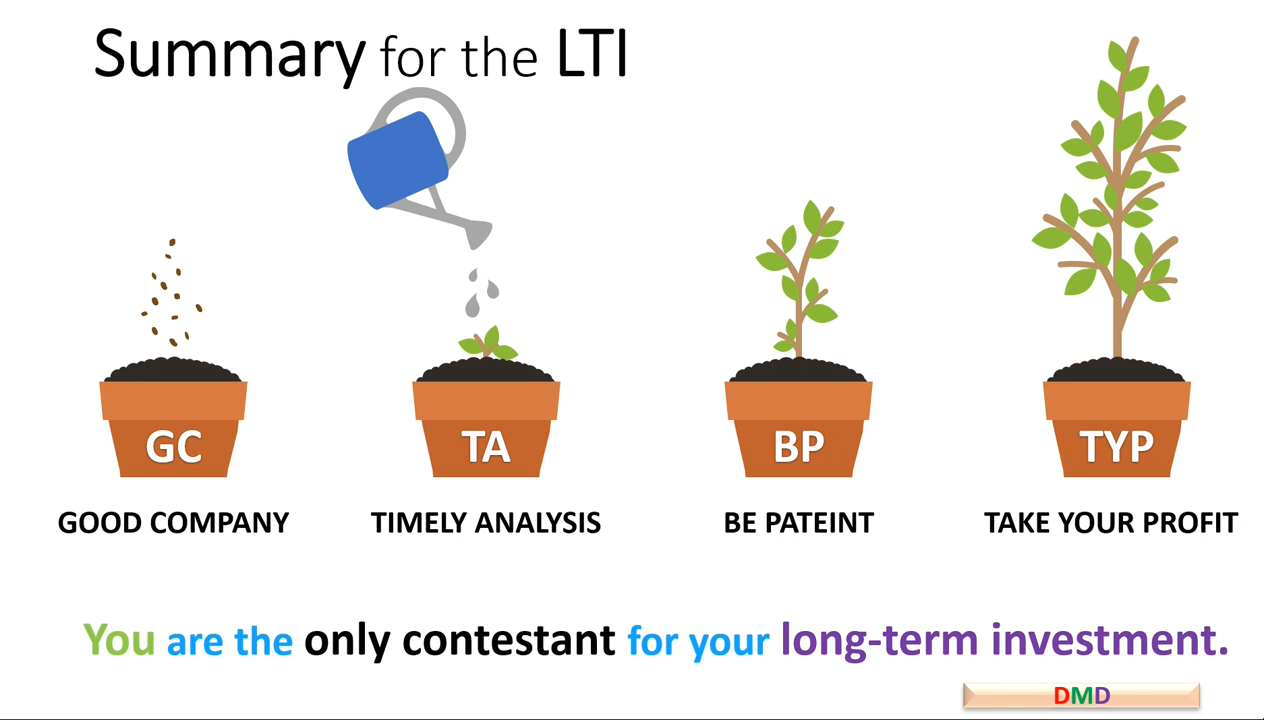 Summary for the LTI
GC
TA
BP
TYP
GOOD COMPANY
TIMELY ANALYSIS
BE PATEINT
TAKE YOUR PROFIT
You are the only contestant for your long-term investment.
DMD